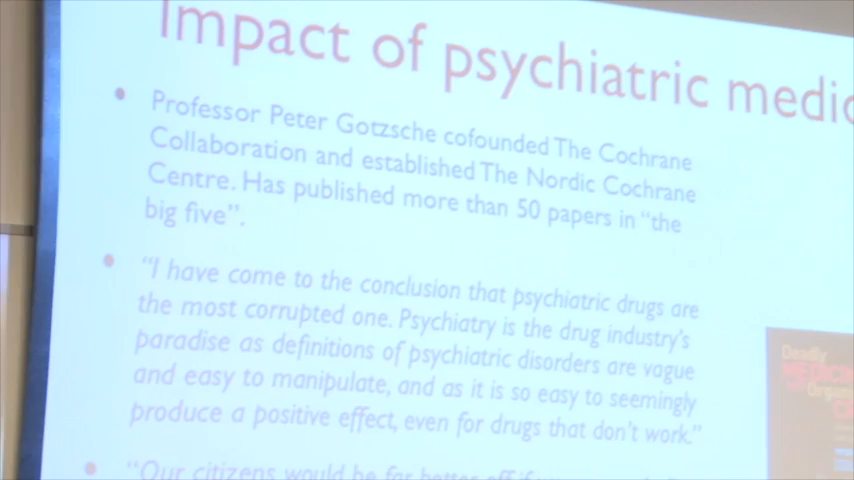 Impact of psychiatric medic
• Professor Peter Gotzsche cofounded The Cochrane
Collaboration and established The Nordic Cochrane
Centre. Has published more than 50 papers in "the
big five".
• "I have come to the conclusion that psychiatric drugs are
the most corrupted one. Psychiatry is the drug industry's
paradise as definitions of psychiatric disorders are vague
and easy to manipulate, and as it is so easy to seemingly
produce a positive effect, even for drugs that don't work."
• "Our citizens would be far better off if
Deadly
MEDICIN
Organi